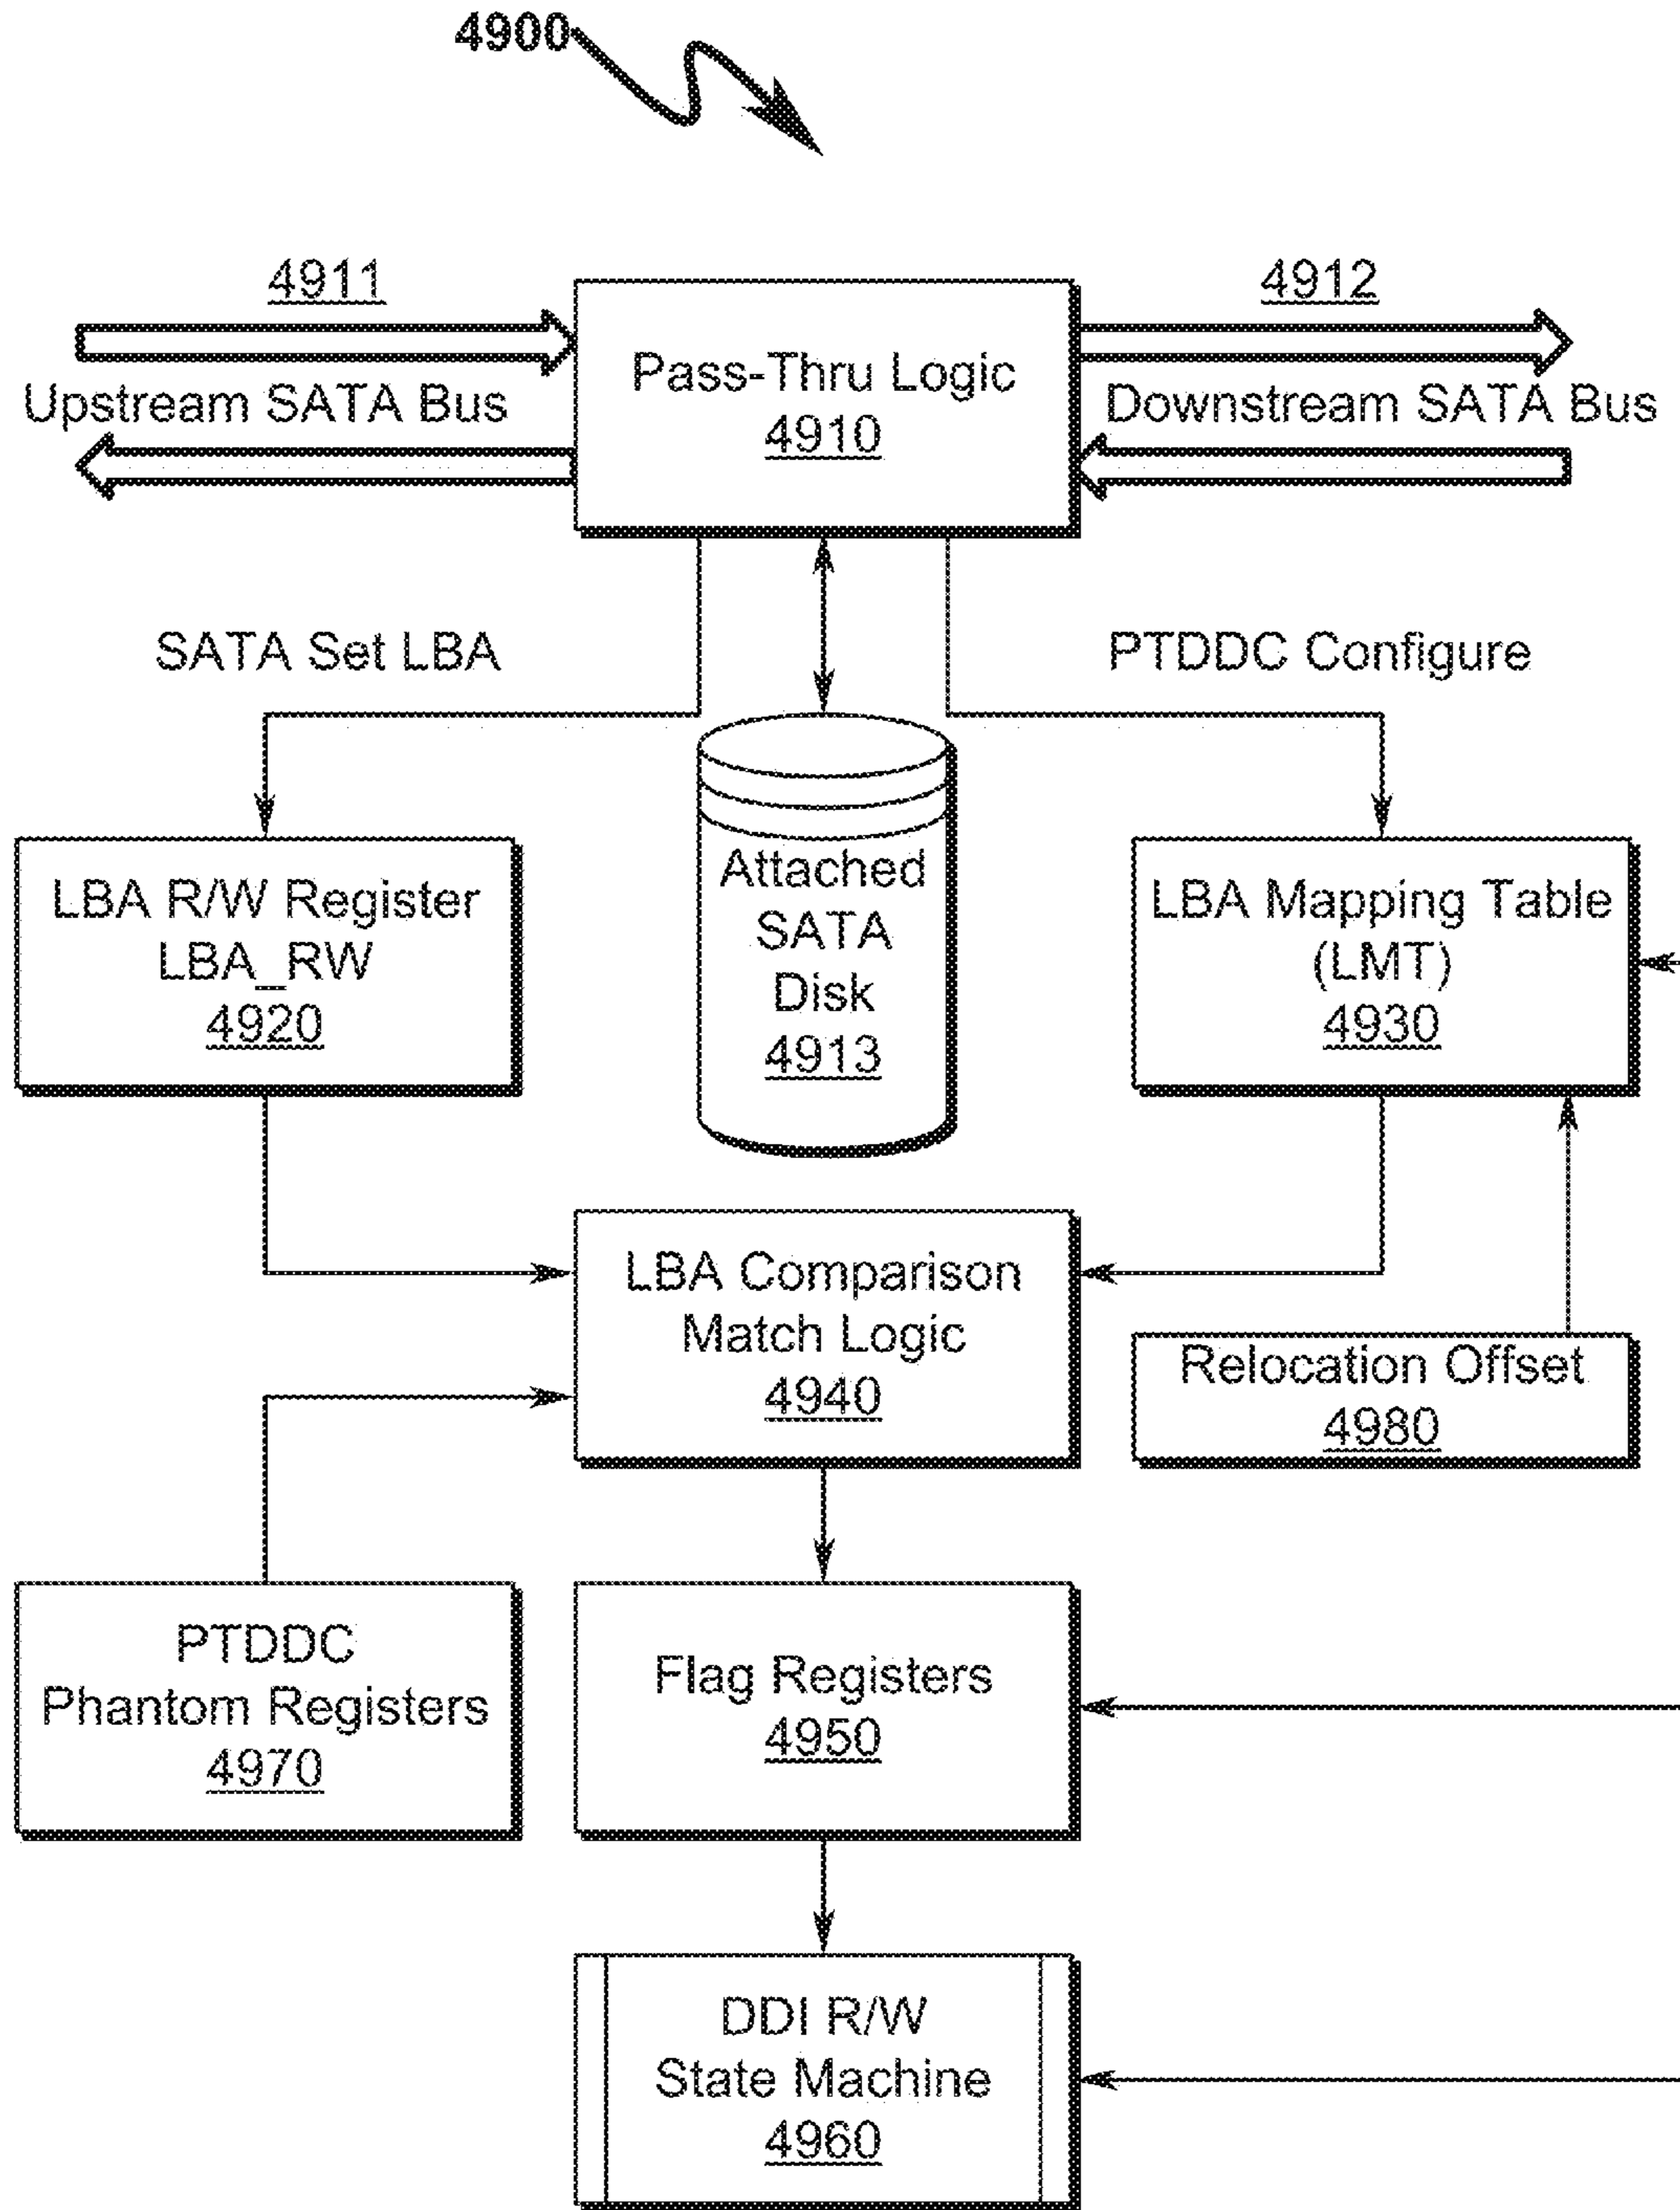 4900
4911
4912
Pass-Thru Logic
4910
Upstream SATA Bus
Downstream SATA Bus
SATA Set LBA
PTDDC Configure
LBA R/W Register
LBA_RW
4920
Attached
SATA
Disk
4913
LBA Mapping Table
(LMT)
4930
LBA Comparison
Match Logic
4940
Relocation Offset
4980
PTDDC
Phantom Registers
4970
Flag Registers
4950
DDI R/W
State Machine
4960